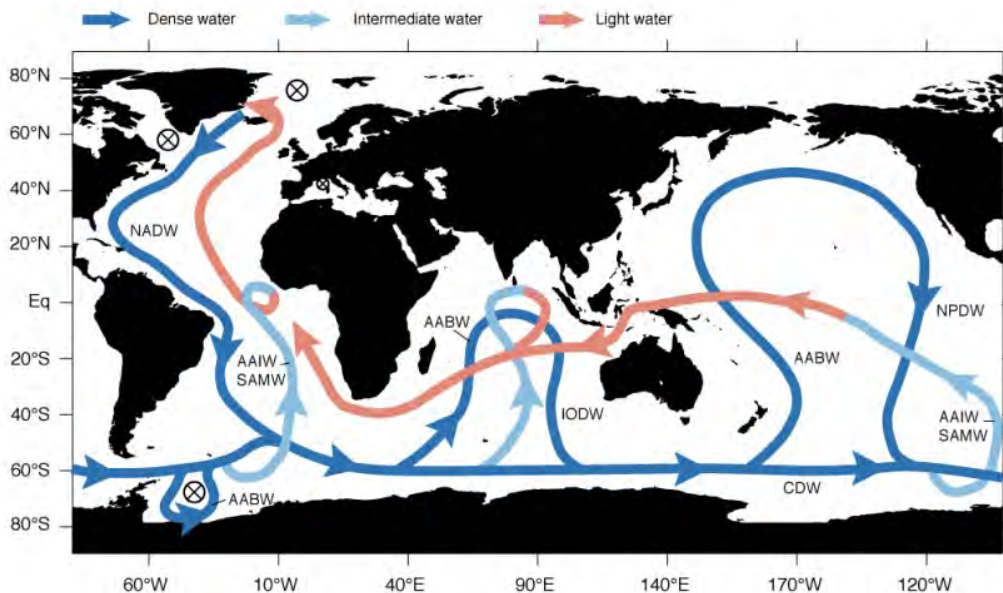 Dense water
Intermediate water
Light water
80°N
60°N
40°N
20°N
Eq
20°S
40°S
60°S
80°S
NADW
AAIW
SAMW
AABW
AABW
IODW
AABW
NPDW
AAIW
SAMW
CDW
60°W
10°W
40°E
90°E
140°E
170°W
120°W